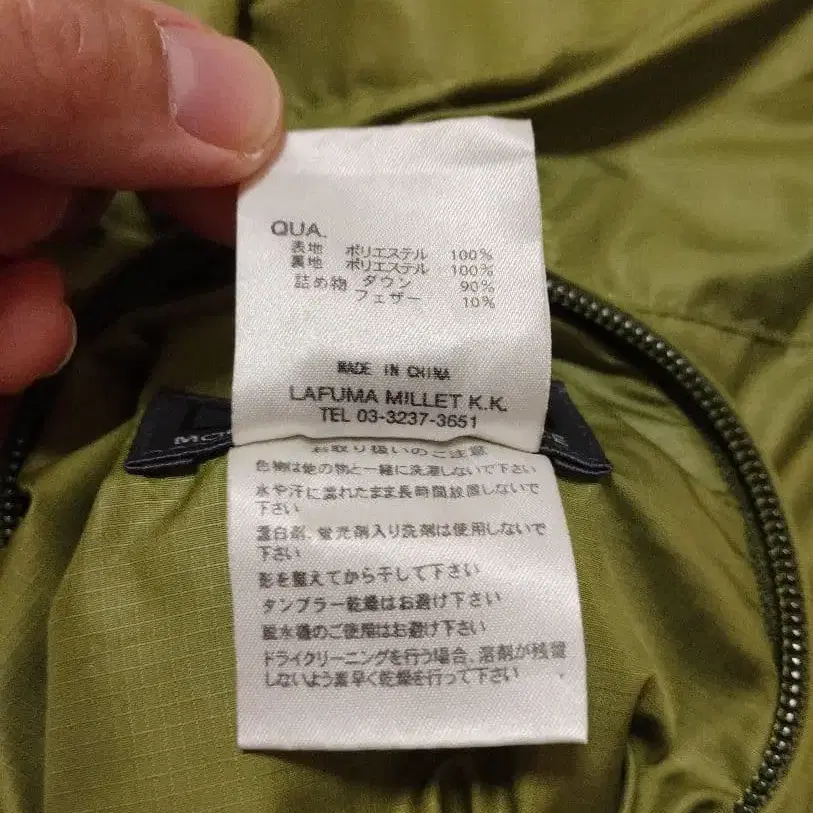 QUA.
表地 ポリエステル 100%
裏地 ポリエステル 100%
詰め物 ダウン 90%
フェザー 10%
MADE IN CHINA
LAFUMA MILLET K.K.
TEL 03-3237-3651
お取り扱いのご注意
色物は他の物と一緒に洗濯しないで下さい
水や汗に濡れたまま長時間放置しないで
下さい
漂白剤、蛍光剤入り洗剤は使用しないで
下さい
形を整えてから干して下さい
タンブラー乾燥はお避け下さい
脱水機のご使用はお避け下さい
ドライクリーニングを行う場合、溶剤が残留
しないよう素早く乾燥を行って下さい